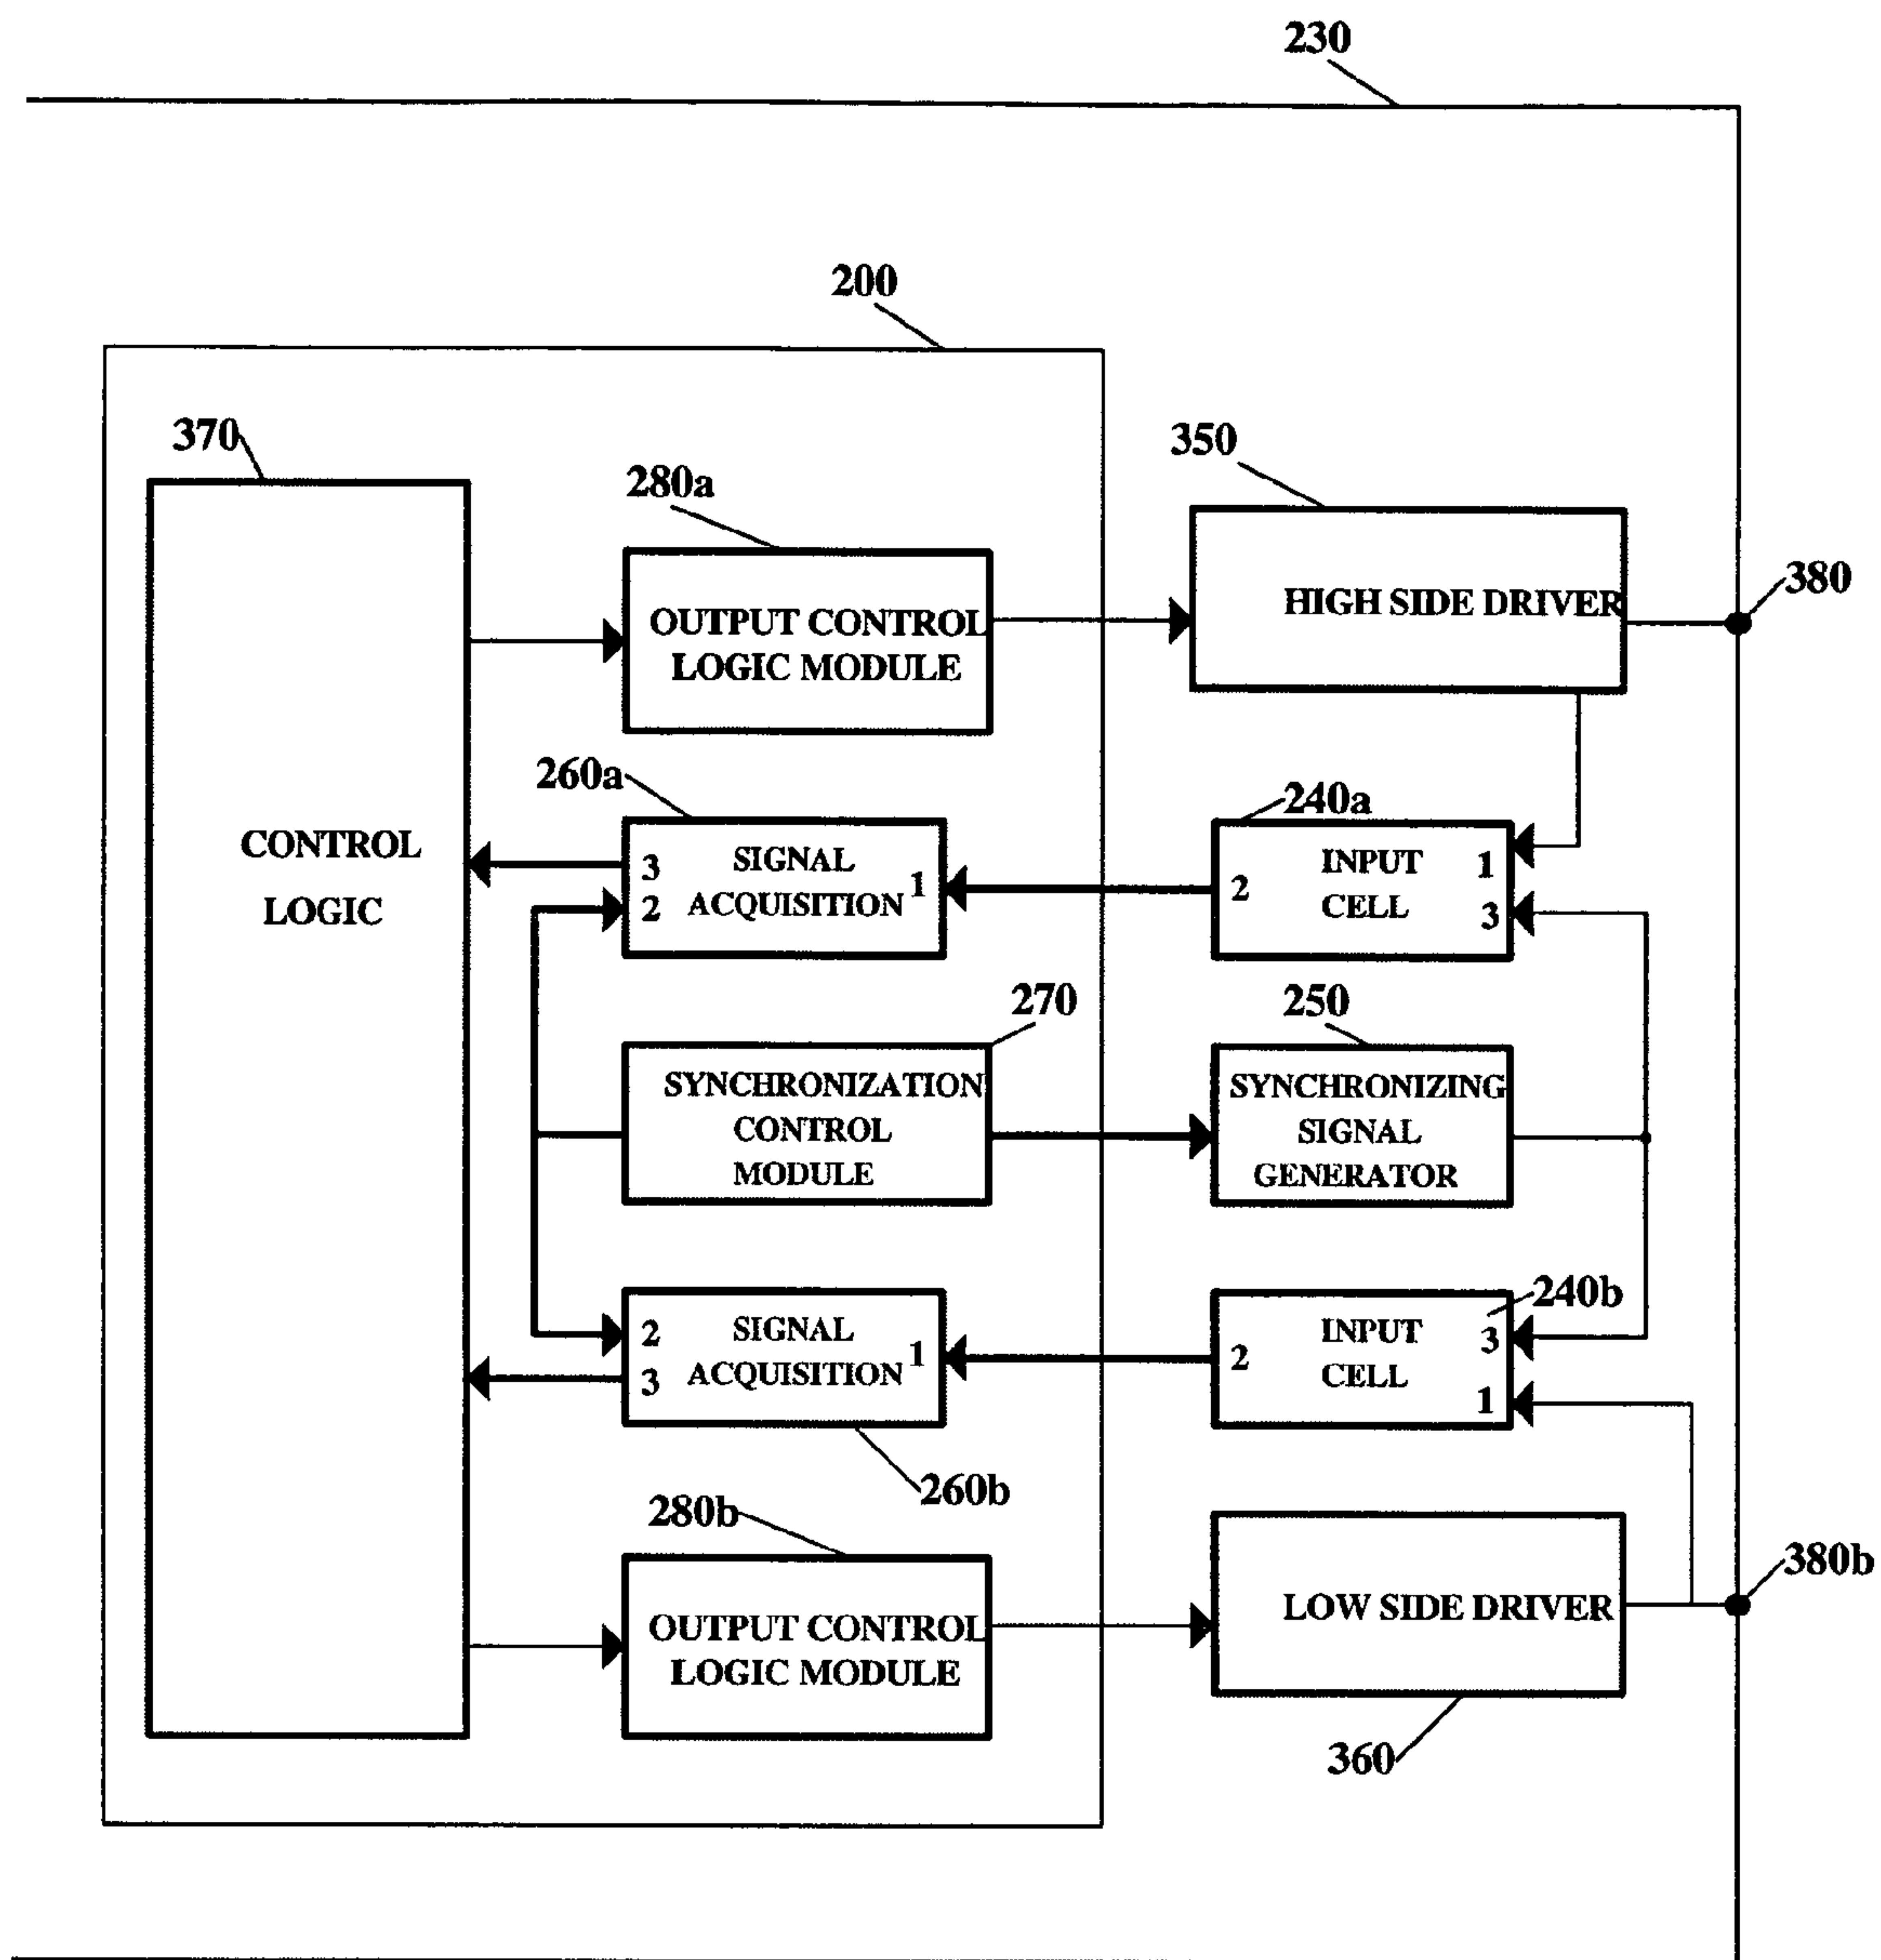 230
200
370
350
280a
380
HIGH SIDE DRIVER
OUTPUT CONTROL
LOGIC MODULE
260a
240a
CONTROL
LOGIC
3
2
SIGNAL
ACQUISITION
1
2
INPUT
CELL
1
3
270
250
SYNCHRONIZATION
CONTROL
MODULE
SYNCHRONIZING
SIGNAL
GENERATOR
240b
2
3
SIGNAL
ACQUISITION
1
2
INPUT
CELL
3
1
260b
280b
380b
OUTPUT CONTROL
LOGIC MODULE
LOW SIDE DRIVER
360